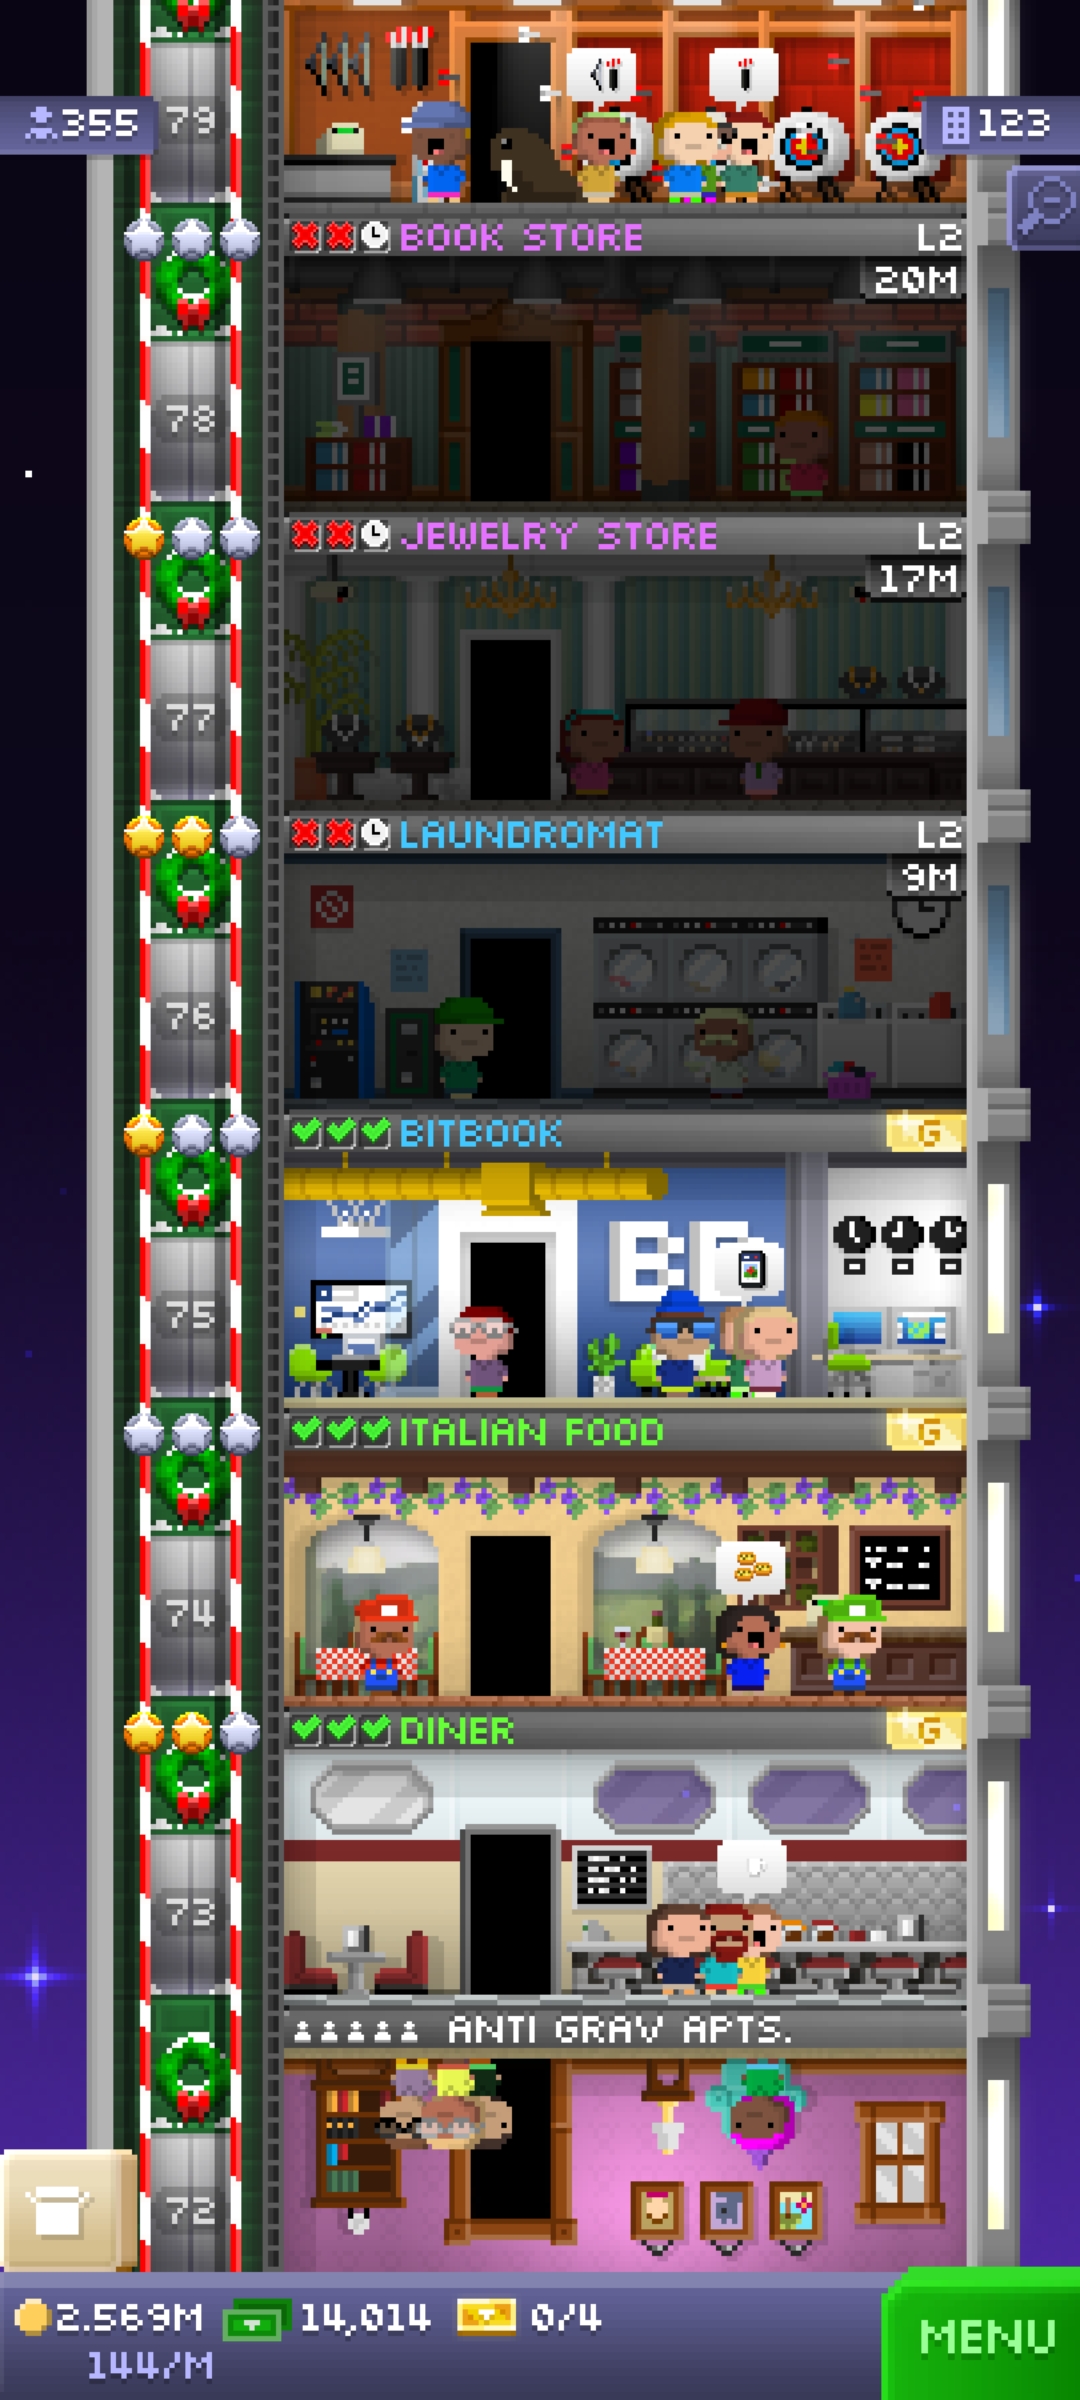 79
355
123
BOOK STORE L2
20M
78
JEWELRY STORE L2
17M
77
LAUNDROMAT L2
9M
76
BITBOOK G
75
ITALIAN FOOD G
74
DINER G
73
ANTI GRAV APTS.
72
2.569M 14,014 0/4
144/M
MENU